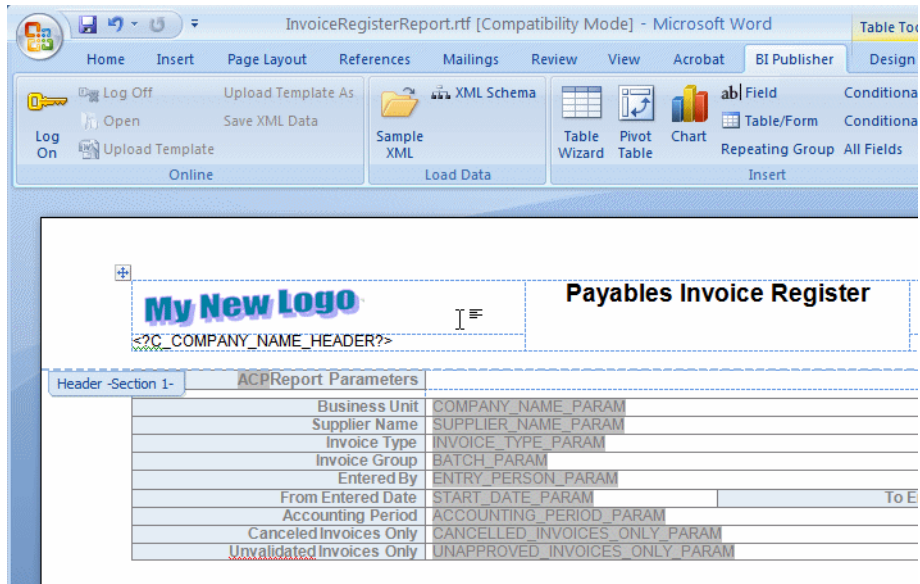 InvoiceRegisterReport.rtf [Compatibility Mode] - Microsoft Word
Table Too
Home Insert Page Layout References Mailings Review View Acrobat BI Publisher Design
Log Off Upload Template As XML Schema ab| Field Conditiona
Open Save XML Data Table/Form Conditiona
Log On Upload Template Sample XML Table Wizard Pivot Table Chart Repeating Group All Fields
Online Load Data Insert
My New Logo
Payables Invoice Register
<?C_COMPANY_NAME_HEADER?>
Header -Section 1-
ACPReport Parameters
Business Unit COMPANY_NAME_PARAM
Supplier Name SUPPLIER_NAME_PARAM
Invoice Type INVOICE_TYPE_PARAM
Invoice Group BATCH_PARAM
Entered By ENTRY_PERSON_PARAM
From Entered Date START_DATE_PARAM To E
Accounting Period ACCOUNTING_PERIOD_PARAM
Canceled Invoices Only CANCELLED_INVOICES_ONLY_PARAM
Unvalidated Invoices Only UNAPPROVED_INVOICES_ONLY_PARAM